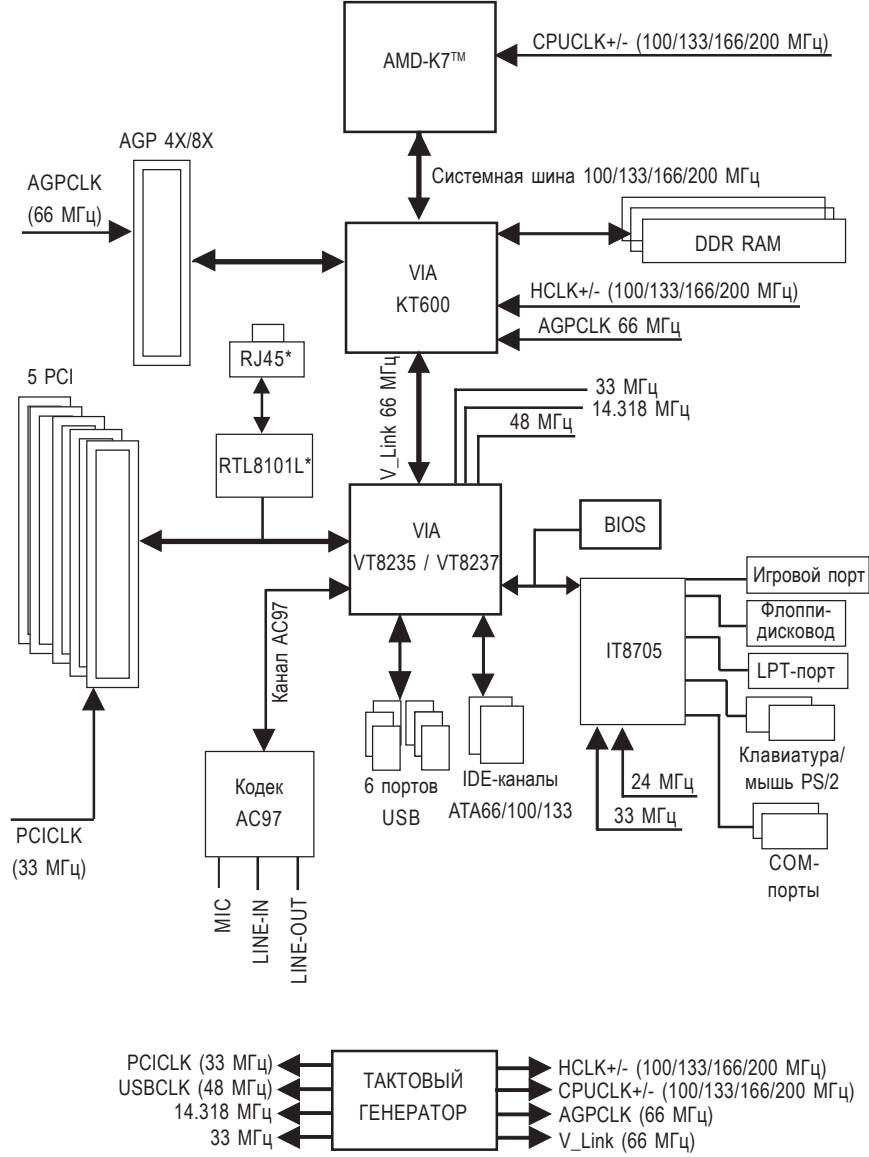 AMD-K7™
CPUCLK+/- (100/133/166/200 МГц)
AGP 4X/8X
AGPCLK
(66 МГц)
Системная шина 100/133/166/200 МГц
DDR RAM
VIA
KT600
HCLK+/- (100/133/166/200 МГц)
AGPCLK 66 МГц
RJ45*
5 PCI
V_Link 66 МГц
33 МГц
14.318 МГц
48 МГц
RTL8101L*
VIA
VT8235 / VT8237
BIOS
Игровой порт
Флоппи-
дисковод
IT8705
LPT-порт
Канал AC97
Клавиатура/
мышь PS/2
6 портов
USB
IDE-каналы
ATA66/100/133
24 МГц
33 МГц
Кодек
AC97
PCICLK
(33 МГц)
COM-
порты
MIC
LINE-IN
LINE-OUT
PCICLK (33 МГц)
USBCLK (48 МГц)
14.318 МГц
33 МГц
ТАКТОВЫЙ
ГЕНЕРАТОР
HCLK+/- (100/133/166/200 МГц)
CPUCLK+/- (100/133/166/200 МГц)
AGPCLK (66 МГц)
V_Link (66 МГц)